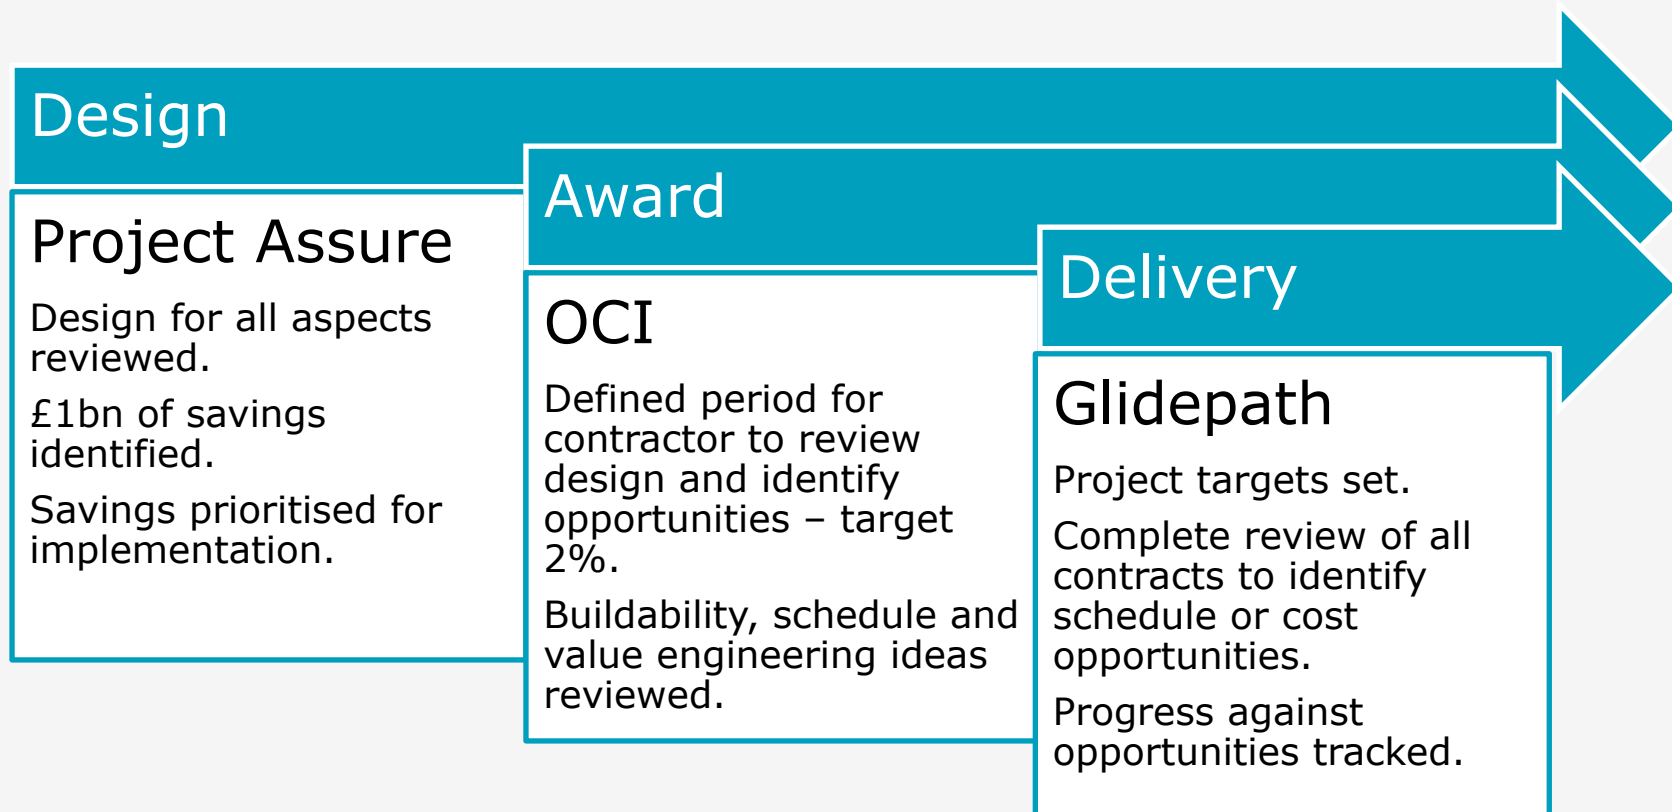 Design
Project Assure
Design for all aspects
reviewed.
£1bn of savings
identified.
Savings prioritised for
implementation.
Award
OCI
Defined period for
contractor to review
design and identify
opportunities – target
2%.
Buildability, schedule and
value engineering ideas
reviewed.
Delivery
Glidepath
Project targets set.
Complete review of all
contracts to identify
schedule or cost
opportunities.
Progress against
opportunities tracked.